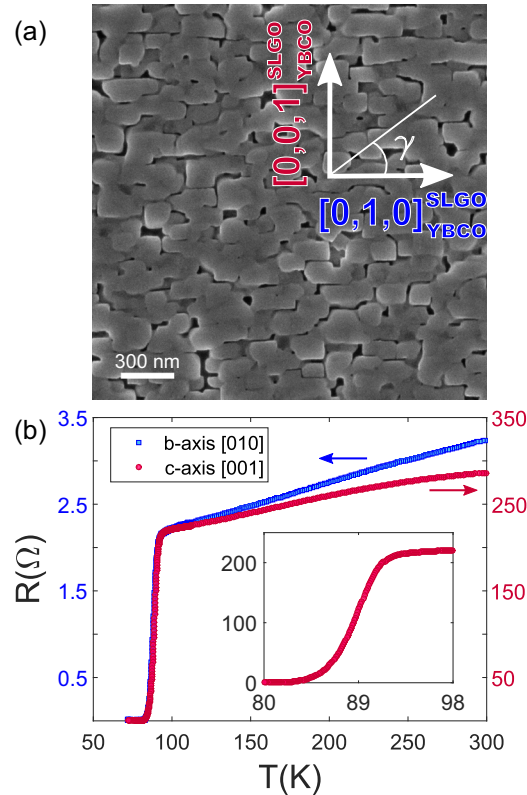 (a)
[0,0,1]SLGO YBCO
γ
[0,1,0]SLGO YBCO
300 nm
(b)
b-axis [010]
c-axis [001]
3.5
2.5
1.5
0.5
R(Ω)
350
250
150
50
200
100
0
80 89 98
50 100 150 200 250 300
T(K)